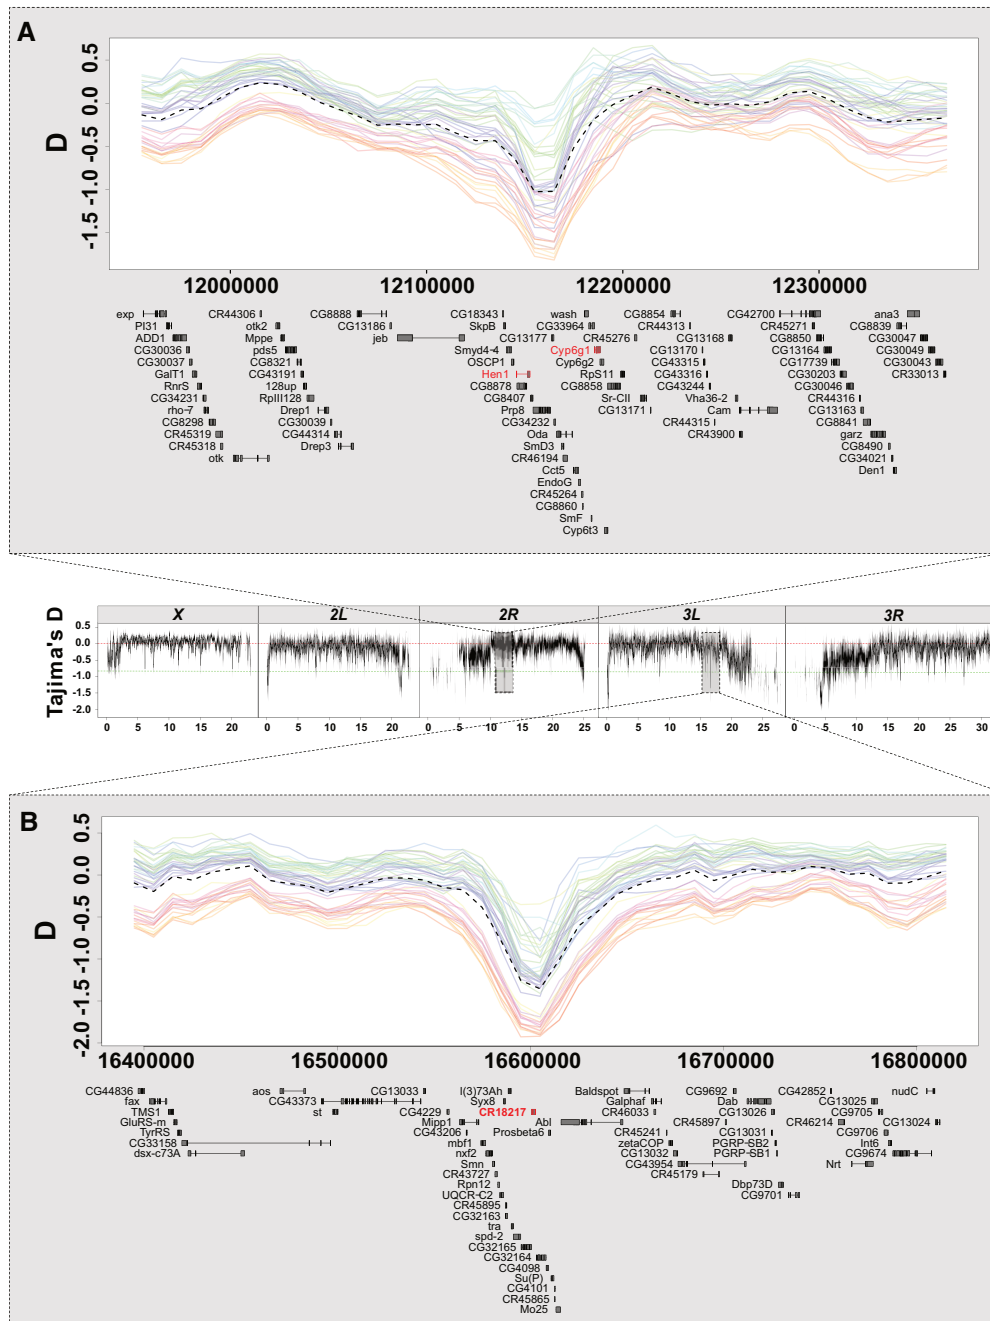 A
D
0.5
0.0
-0.5
-1.0
-1.5
12000000 12100000 12200000 12300000
exp CR44306 CG8888 CG18343 wash CG8854 CG42700 ana3
PI31 otk2 CG13186 SkpB CG33964 CR44313 CR45271 CG8839
ADD1 Mppe jeb CG13177 CR45276 CG13168 CG8850 CG30047
CG30036 pds5 Smyd4-4 Cyp6g1 CG13170 CG13164 CG30049
CG30037 CG8321 OSCP1 Cyp6g2 CG43315 CG17739 CG30043
GalT1 CG43191 Hen1 RpS11 CG43316 CG30203 CR33013
RnrS 128up CG8878 CG8858 CG43244 CG30046
CG34231 RpIII128 CG8407 Sr-CII Vha36-2 CR44316
rho-7 Drep1 Prp8 CG13171 Cam CG13163
CG8298 CG30039 CG34232 CR44315 CG8841
CR45319 CG44314 Oda CR43900 garz
CR45318 Drep3 SmD3 CG8490
otk CR46194 CG34021
Cct5 Den1
EndoG
CR45264
CG8860
SmF
Cyp6t3
Tajima's D
X 2L 2R 3L 3R
0.5
0.0
-0.5
-1.0
-1.5
-2.0
0 5 10 15 20 0 5 10 15 20 0 5 10 15 20 25 0 5 10 15 20 25 0 5 10 15 20 25 30
B
D
0.5
0.0
-0.5
-1.0
-1.5
-2.0
16400000 16500000 16600000 16700000 16800000
CG44836 aos CG13033 l(3)73Ah Baldspot CG9692 CG42852 nudC
fax CG43373 Syx8 Galphaf Dab CG13025
TMS1 st CG4229 CR18217 CR46033 CG13026 CG9705
GluRS-m Mipp1 Abl CR45897 CR46214 CG13024
TyrRS CG43206 Prosbeta6 CR45241 CG13031 CG9706
CG33158 mbf1 zetaCOP PGRP-SB2 Int6
dsx-c73A nxf2 CG13032 PGRP-SB1 CG9674
Smn CG43954 Nrt
CG43727 CR45179
Rpn12 Dbp73D
UQCR-C2 CG9701
CR45895
CG32163
tra
spd-2
CG32165
CG32164
CG4098
Su(P)
CG4101
CR45865
Mo25